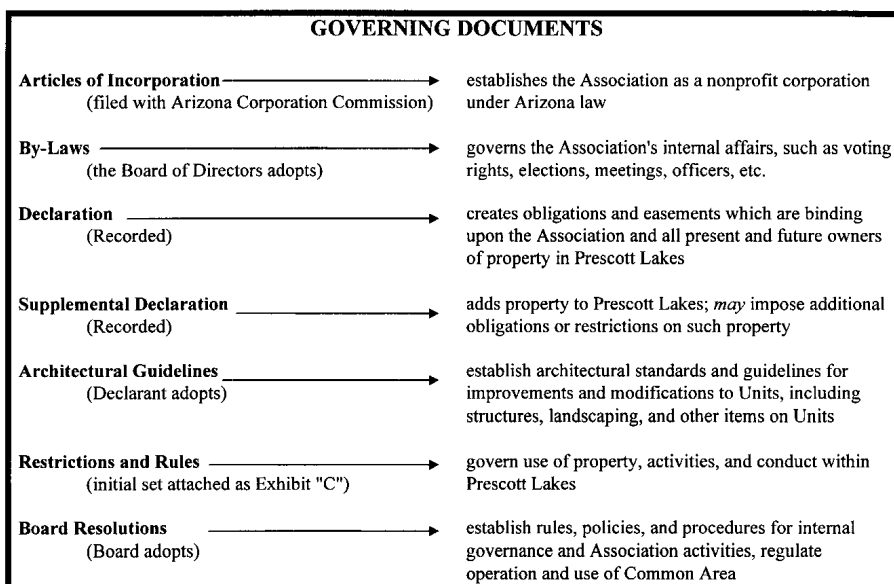 GOVERNING DOCUMENTS
Articles of Incorporation
(filed with Arizona Corporation Commission)
establishes the Association as a nonprofit corporation
under Arizona law
By-Laws
(the Board of Directors adopts)
governs the Association's internal affairs, such as voting
rights, elections, meetings, officers, etc.
Declaration
(Recorded)
creates obligations and easements which are binding
upon the Association and all present and future owners
of property in Prescott Lakes
Supplemental Declaration
(Recorded)
adds property to Prescott Lakes; may impose additional
obligations or restrictions on such property
Architectural Guidelines
(Declarant adopts)
establish architectural standards and guidelines for
improvements and modifications to Units, including
structures, landscaping, and other items on Units
Restrictions and Rules
(initial set attached as Exhibit "C")
govern use of property, activities, and conduct within
Prescott Lakes
Board Resolutions
(Board adopts)
establish rules, policies, and procedures for internal
governance and Association activities, regulate
operation and use of Common Area